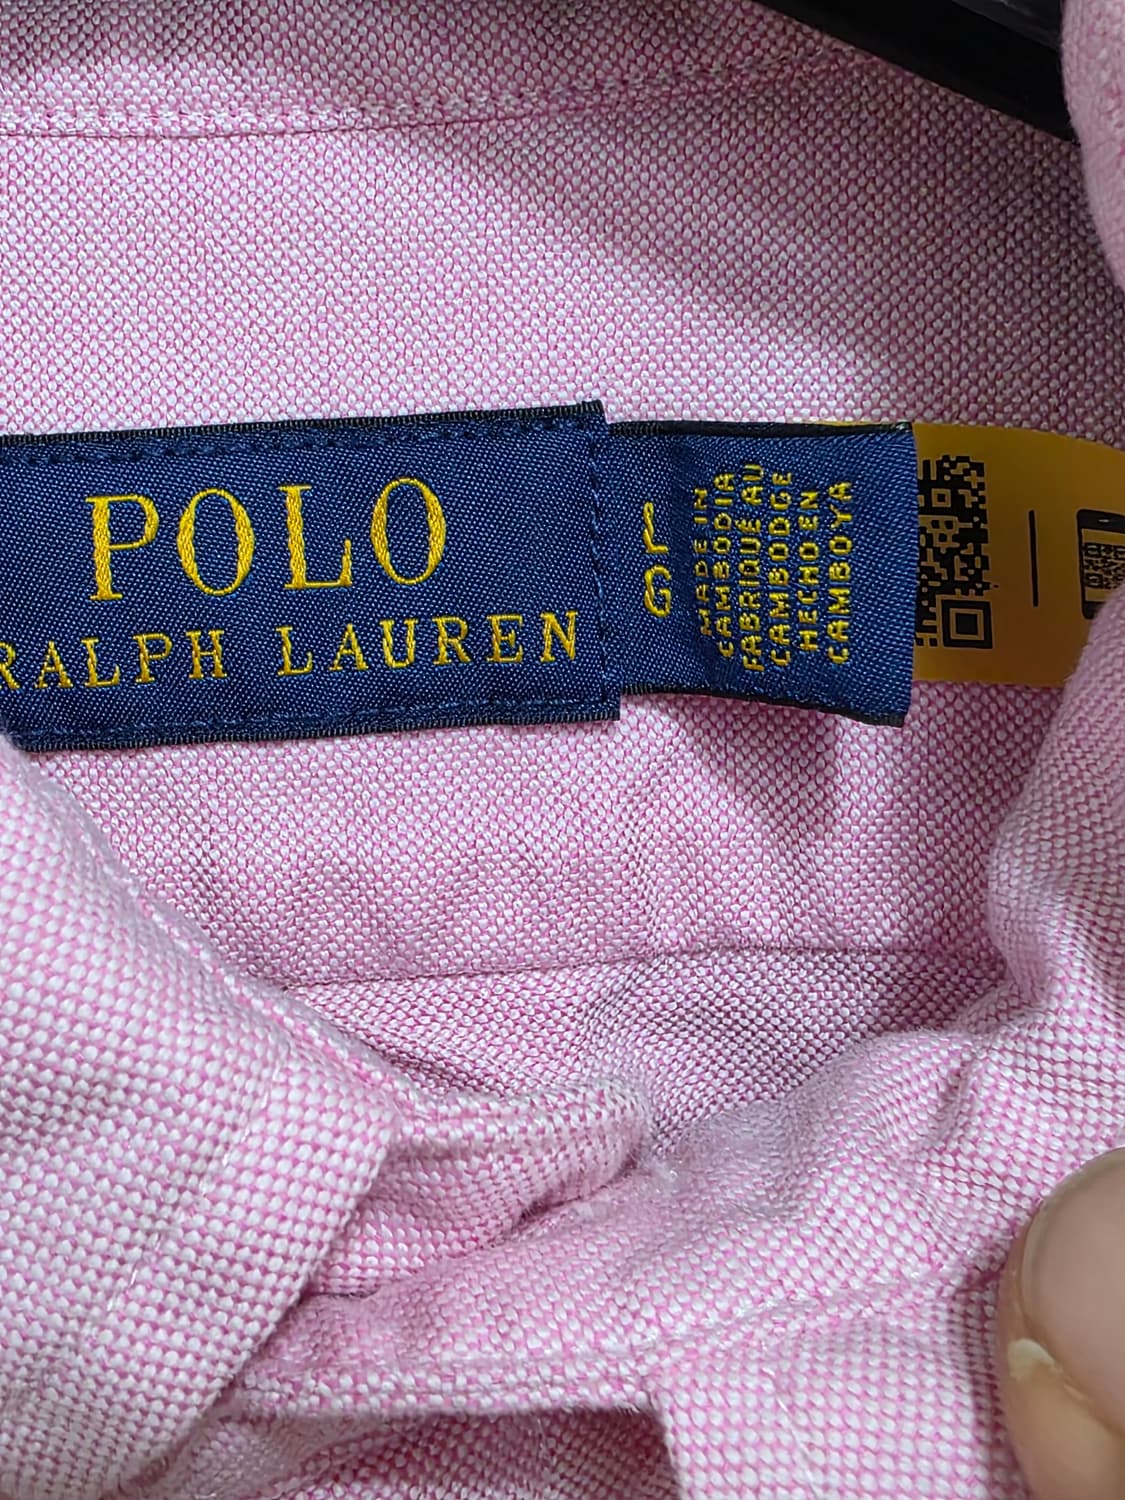 POLO
RALPH LAUREN
L
G
MADE IN
CAMBODIA
FABRIQUÉ AU
CAMBODGE
HECHO EN
CAMBOYA